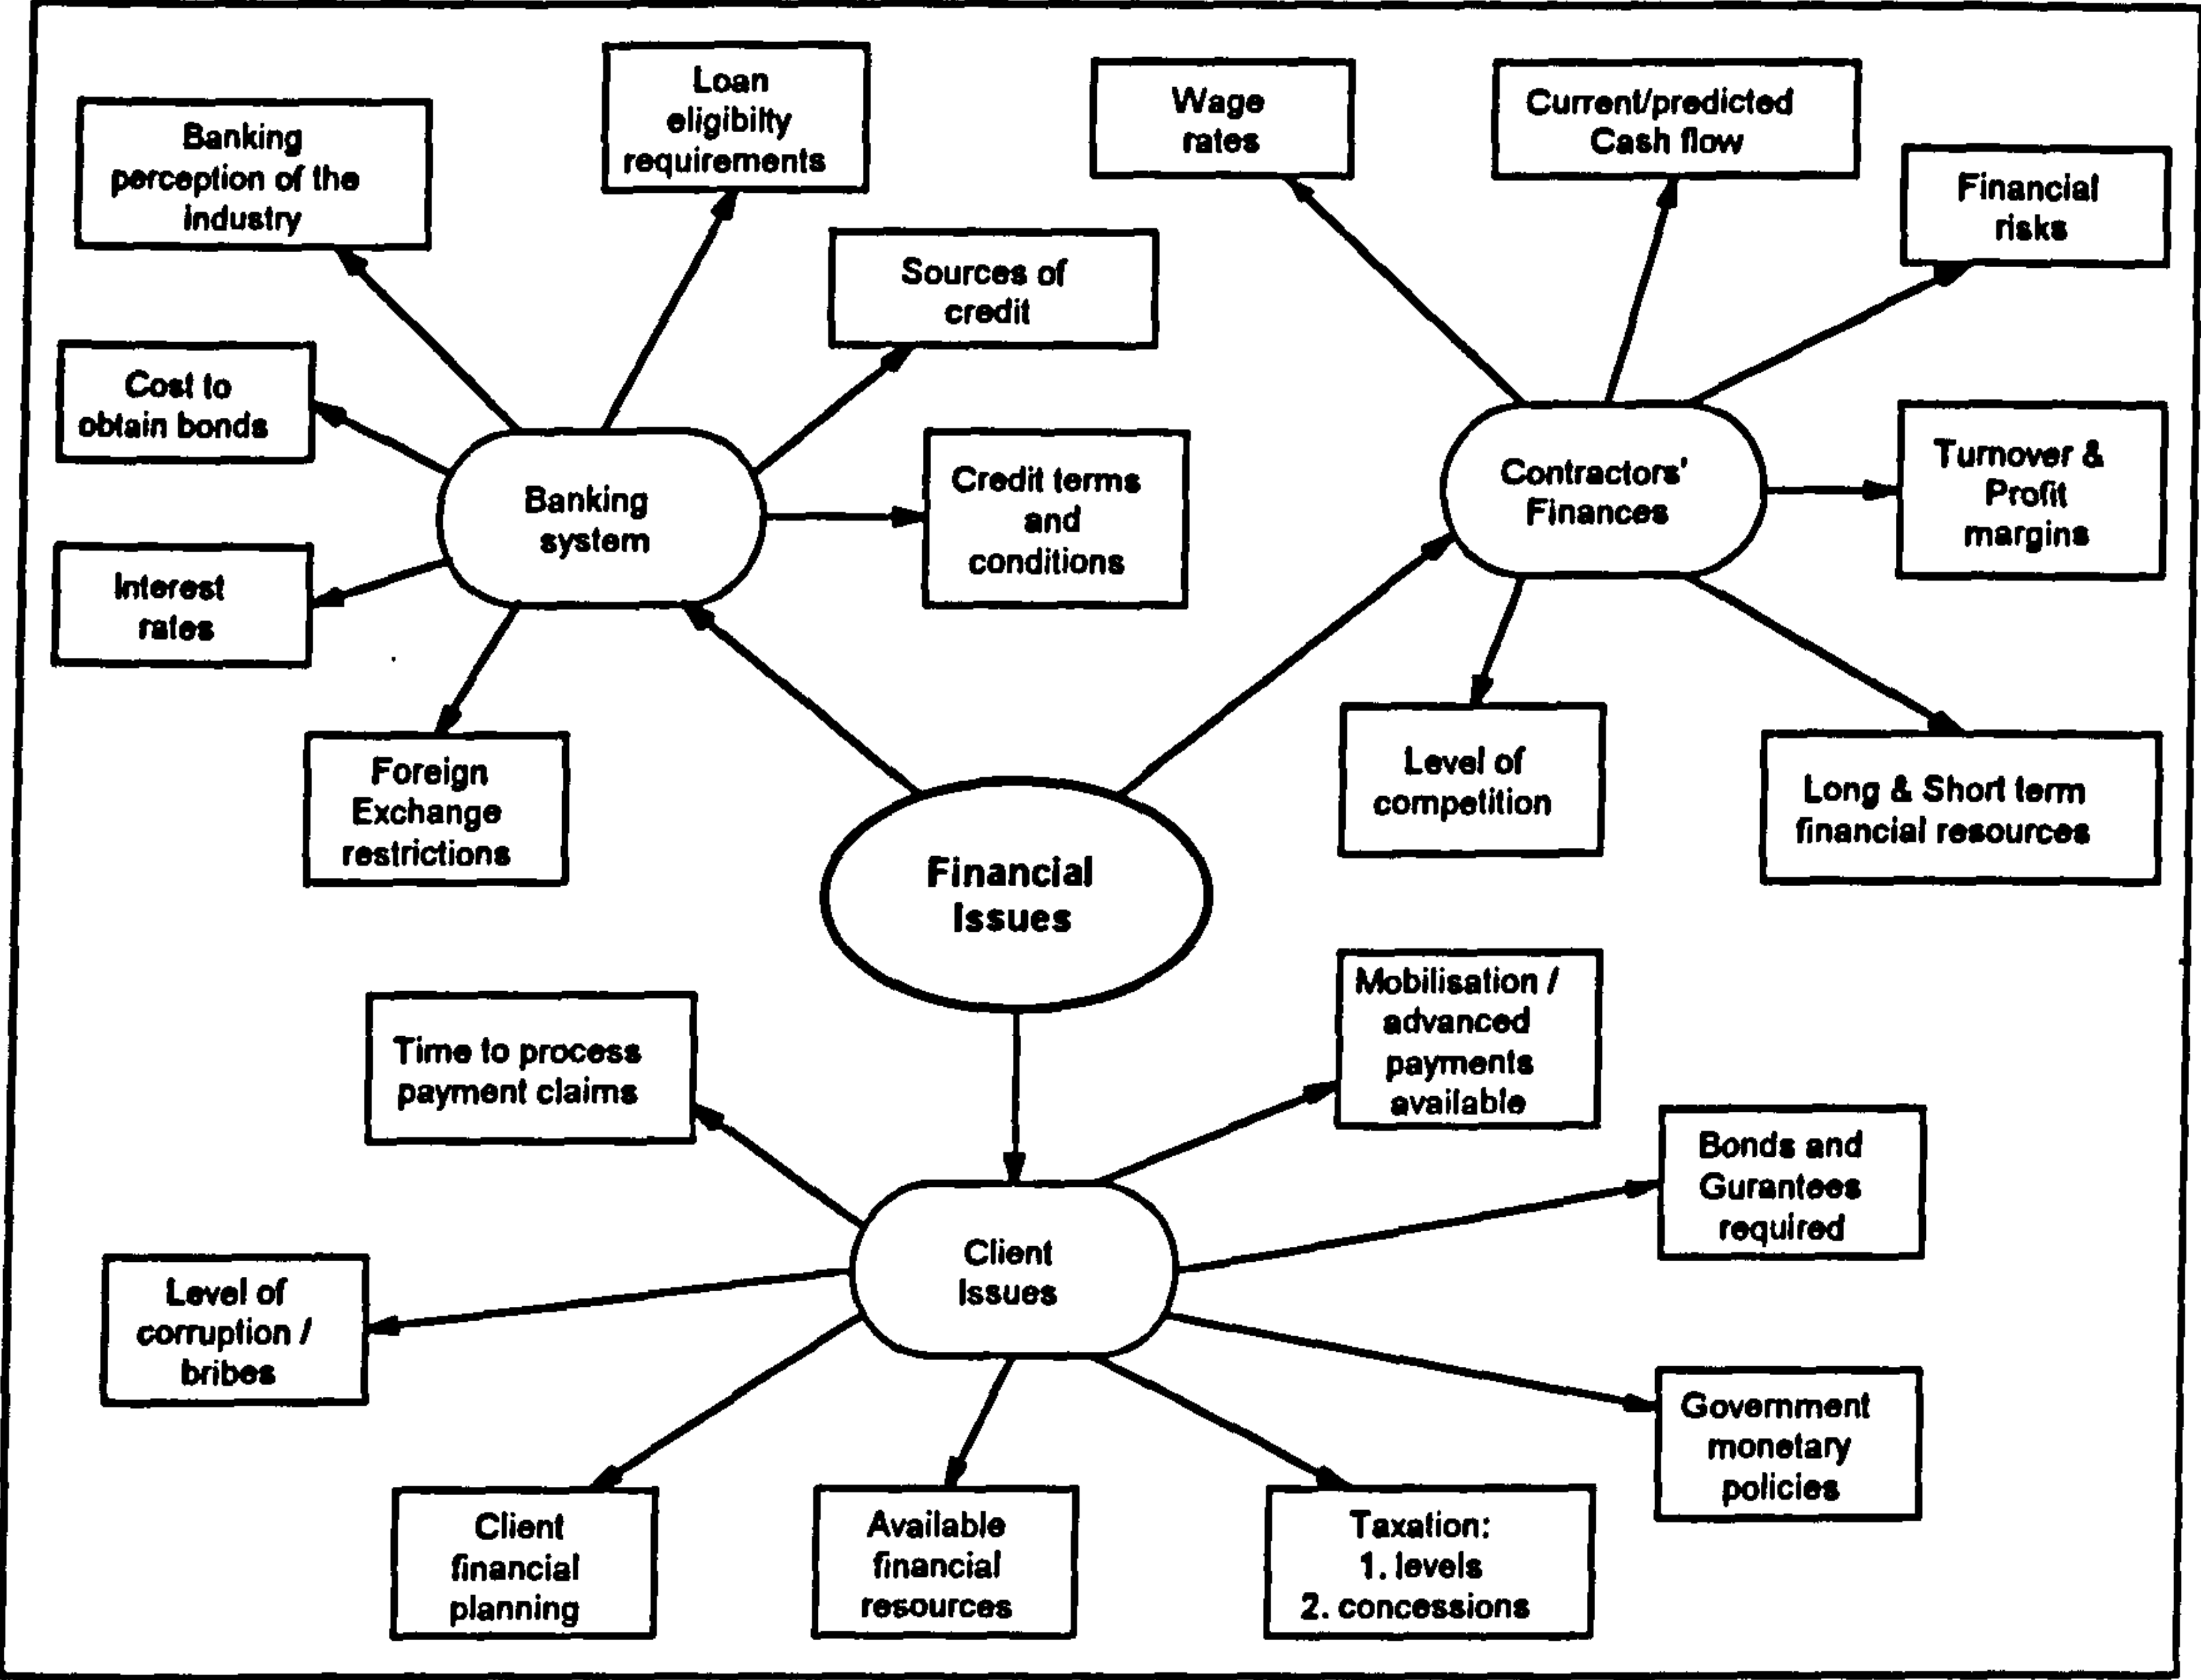 Loan
eligibilty
requirements
Wage
rates
Current/predicted
Cash flow
Banking
perception of the
industry
Financial
risks
Sources of
credit
Cost to
obtain bonds
Banking
system
Credit terms
and
conditions
Contractors'
Finances
Turnover &
Profit
margins
Interest
rates
Foreign
Exchange
restrictions
Level of
competition
Long & Short term
financial resources
Financial
Issues
Time to process
payment claims
Mobilisation /
advanced
payments
available
Bonds and
Gurantees
required
Client
Issues
Level of
corruption /
bribes
Government
monetary
policies
Client
financial
planning
Available
financial
resources
Taxation:
1. levels
2. concessions